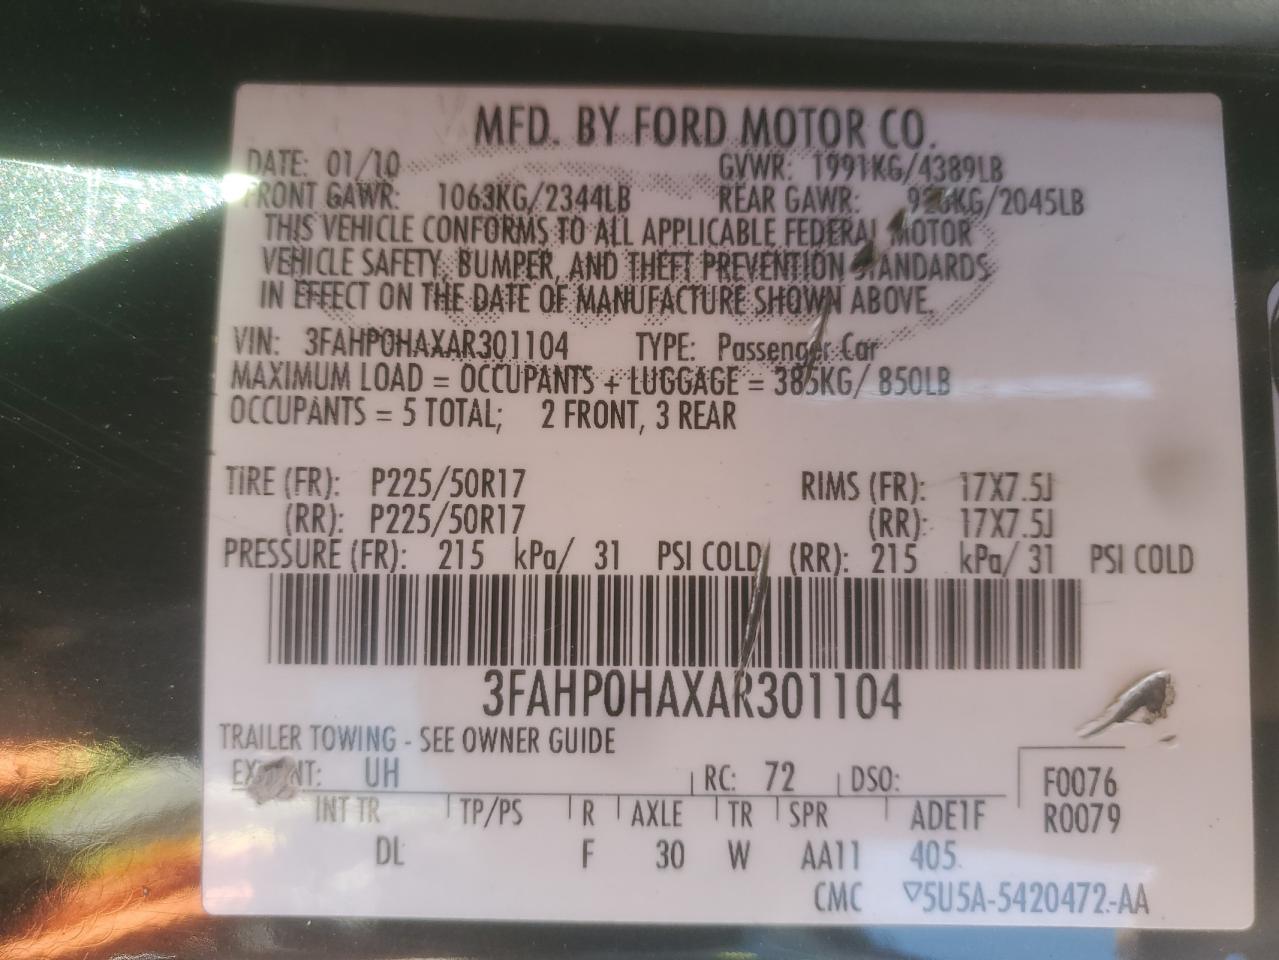 MFD. BY FORD MOTOR CO.
DATE: 01/10 GVWR: 1991KG/4389LB
FRONT GAWR: 1063KG/2344LB REAR GAWR: KG/2045LB
THIS VEHICLE CONFORMS TO ALL APPLICABLE FEDERAL MOTOR
VEHICLE SAFETY, BUMPER, AND THEFT PREVENTION STANDARDS
IN EFFECT ON THE DATE OF MANUFACTURE SHOWN ABOVE.
VIN: 3FAHP0HAXAR301104 TYPE: Passenger Car
MAXIMUM LOAD = OCCUPANTS + LUGGAGE = 385KG/ 850LB
OCCUPANTS = 5 TOTAL; 2 FRONT, 3 REAR
TIRE (FR): P225/50R17 RIMS (FR): 17X7.5J
(RR): P225/50R17 (RR): 17X7.5J
PRESSURE (FR): 215 kPa/ 31 PSI COLD (RR): 215 kPa/ 31 PSI COLD
3FAHP0HAXAR301104
TRAILER TOWING - SEE OWNER GUIDE
EXT PNT: UH RC: 72 DSO: F0076
INT TR TP/PS R AXLE TR SPR ADE1F R0079
DL F 30 W AA11 405
CMC ▽5U5A-5420472-AA